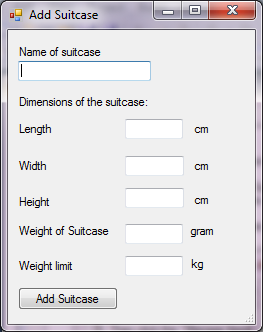 Add Suitcase
Name of suitcase
Dimensions of the suitcase:
Length cm
Width cm
Height cm
Weight of Suitcase gram
Weight limit kg
Add Suitcase